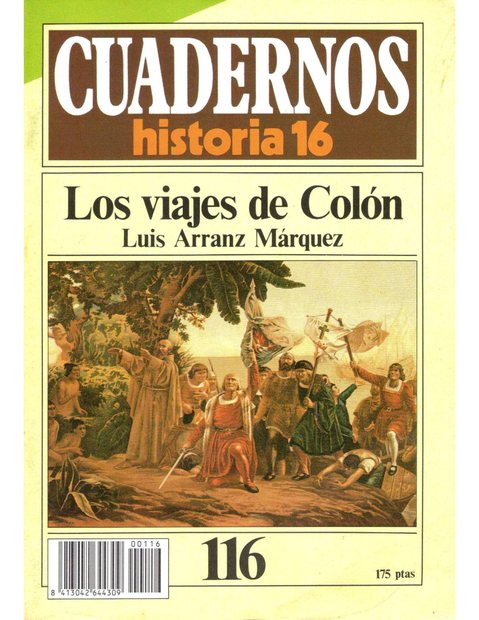 CUADERNOS
historia 16
Los viajes de Colón
Luis Arranz Márquez
00116
8 413042 644309
116
175 ptas